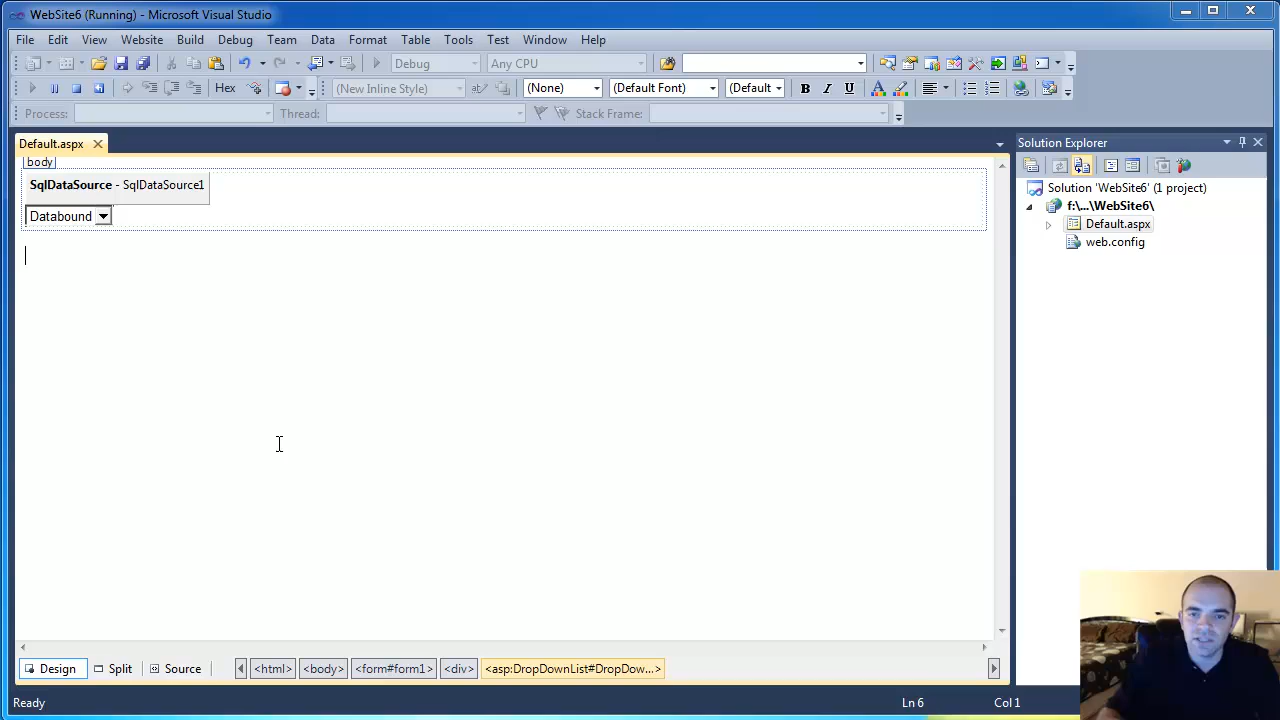 WebSite6 (Running) - Microsoft Visual Studio
File Edit View Website Build Debug Team Data Format Table Tools Test Window Help
Debug Any CPU
Hex (New Inline Style) (None) (Default Font) (Default B I U
Process: Thread: Stack Frame:
Default.aspx
body
SqlDataSource - SqlDataSource1
Databound
Solution Explorer
Solution 'WebSite6' (1 project)
f:\...\WebSite6\
Default.aspx
web.config
Design Split Source <html> <body> <form#form1> <div> <asp:DropDownList#DropDow...>
Ready Ln 6 Col 1